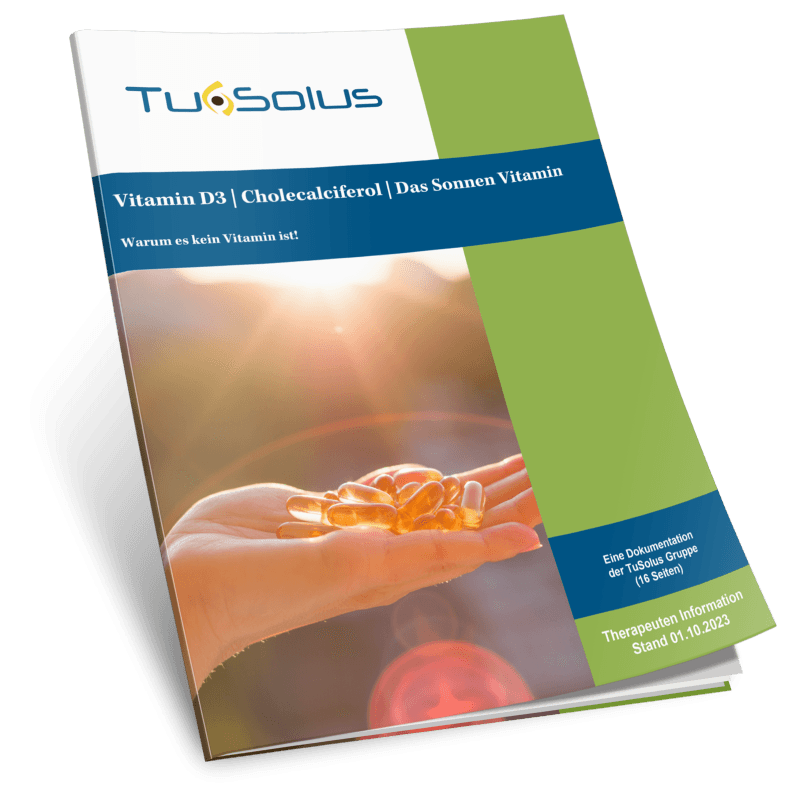 TuSolus
Vitamin D3 | Cholecalciferol | Das Sonnen Vitamin
Warum es kein Vitamin ist!
Eine Dokumentation
der TuSolus Gruppe
(16 Seiten)
Therapeuten Information
Stand 01.10.2023